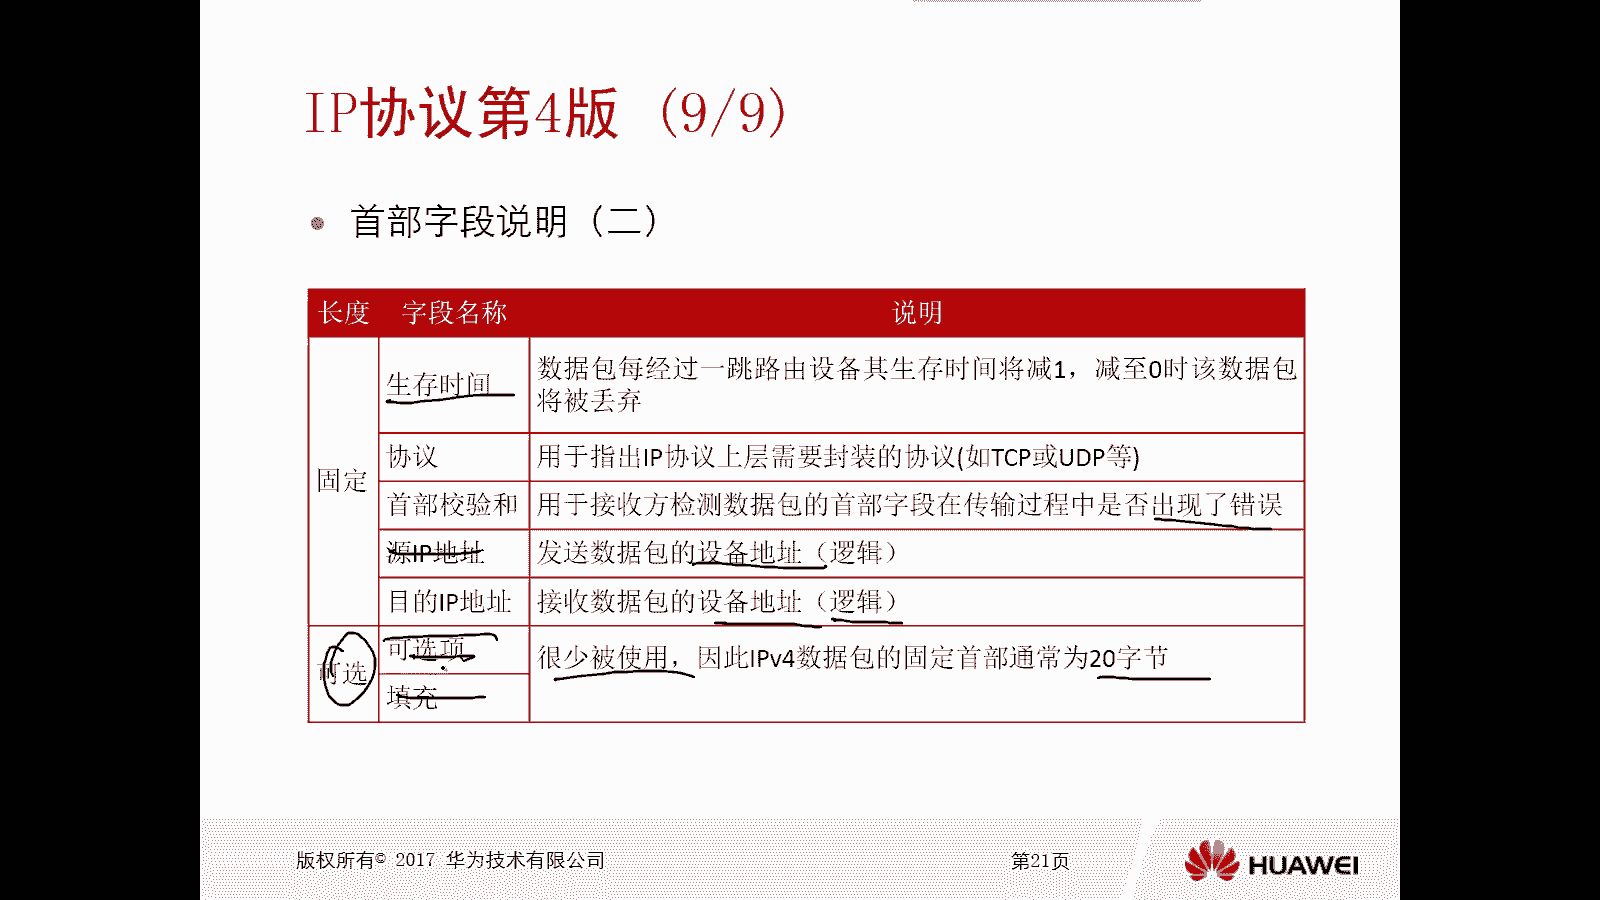 IP协议第4版 (9/9)
首部字段说明（二）
长度 字段名称 说明
固定
生存时间 数据包每经过一跳路由设备其生存时间将减1，减至0时该数据包
将被丢弃
协议 用于指出IP协议上层需要封装的协议(如TCP或UDP等)
首部校验和 用于接收方检测数据包的首部字段在传输过程中是否出现了错误
源IP地址 发送数据包的设备地址（逻辑）
目的IP地址 接收数据包的设备地址（逻辑）
可选
可选项 很少被使用，因此IPv4数据包的固定首部通常为20字节
填充
版权所有© 2017 华为技术有限公司 第21页 HUAWEI